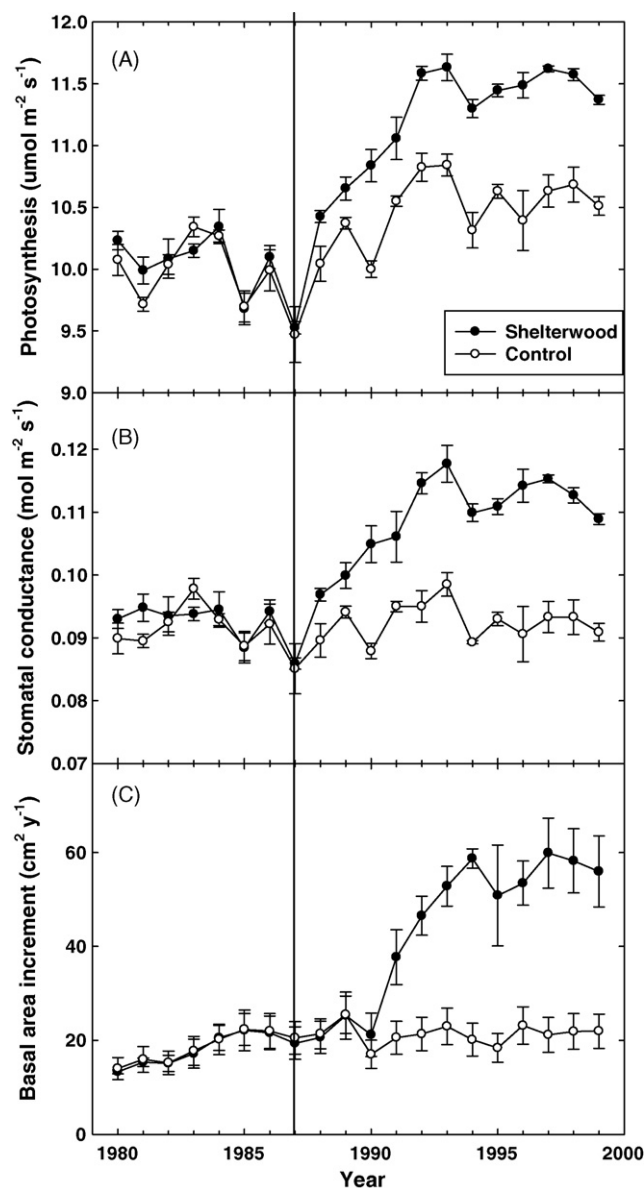 12.0
(A)
11.5
11.0
10.5
10.0
9.5
9.0
Photosynthesis (umol m⁻² s⁻¹)
Shelterwood
Control
(B)
0.12
0.11
0.10
0.09
0.08
0.07
Stomatal conductance (mol m⁻² s⁻¹)
(C)
60
40
20
0
Basal area increment (cm² y⁻¹)
1980 1985 1990 1995 2000
Year